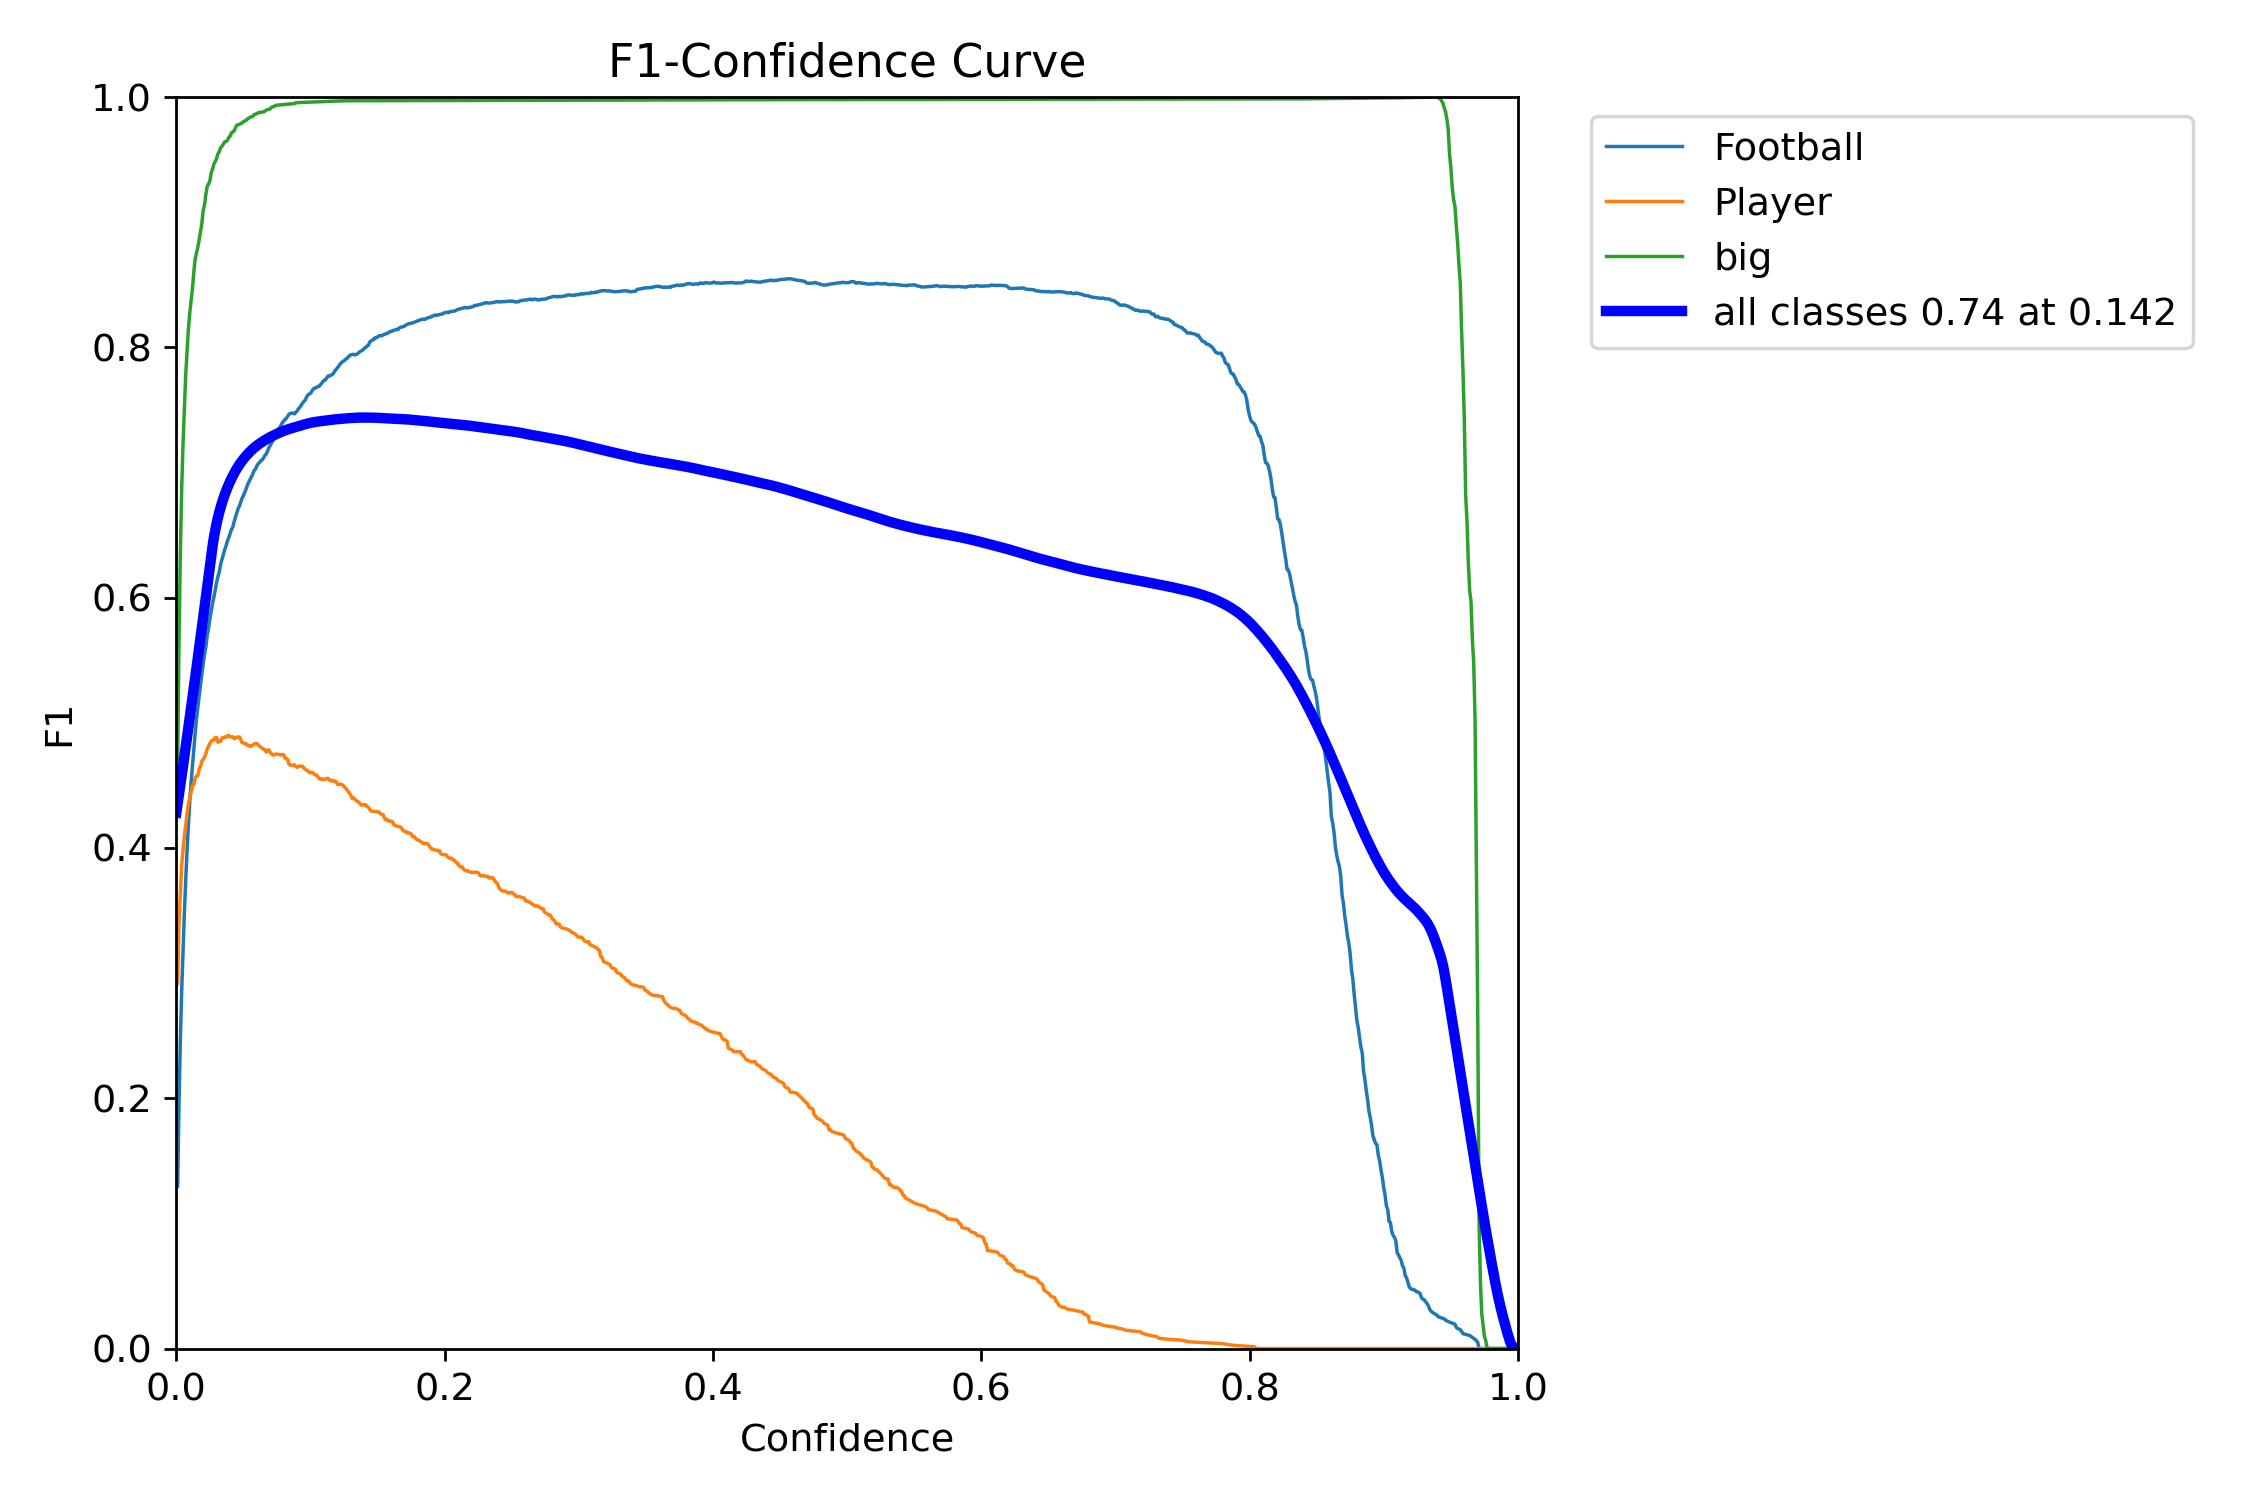 F1-Confidence Curve
1.0
0.8
0.6
0.4
0.2
0.0
F1
0.0 0.2 0.4 0.6 0.8 1.0
Confidence
Football
Player
big
all classes 0.74 at 0.142